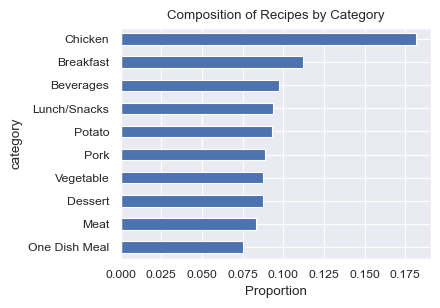 Composition of Recipes by Category
Chicken
Breakfast
Beverages
Lunch/Snacks
Potato
Pork
Vegetable
Dessert
Meat
One Dish Meal
category
0.000 0.025 0.050 0.075 0.100 0.125 0.150 0.175
Proportion